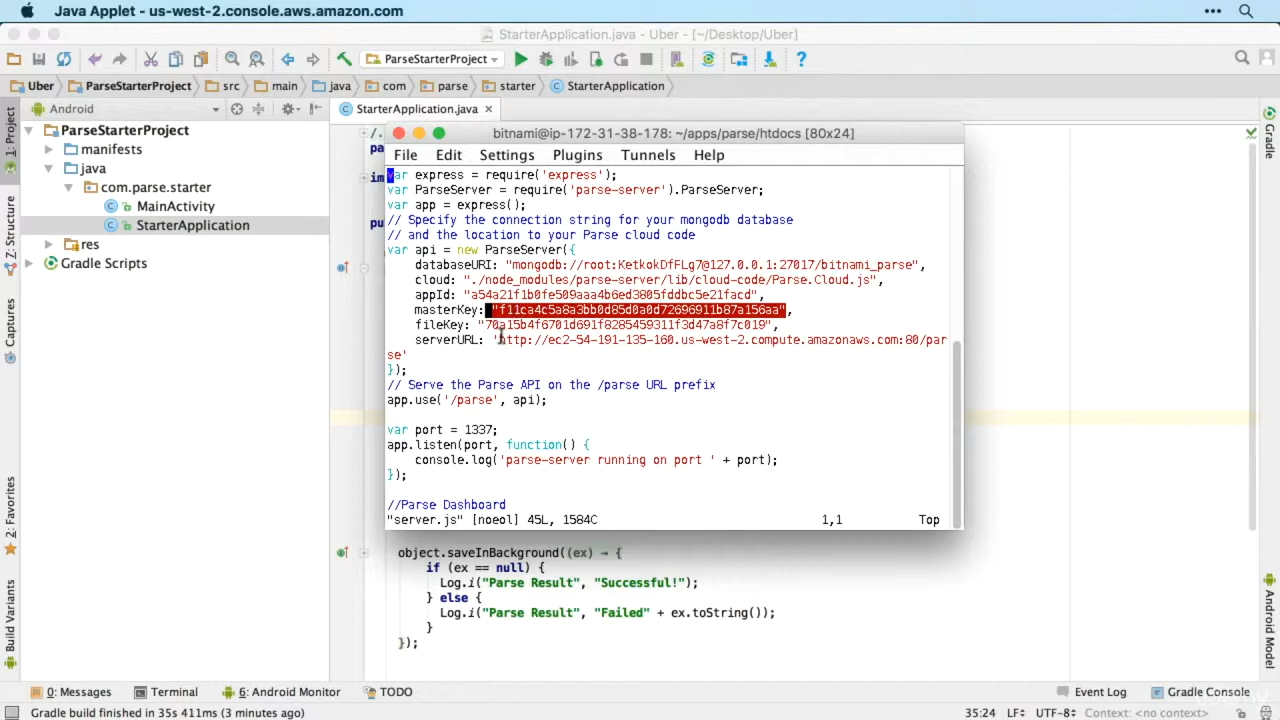 Java Applet - us-west-2.console.aws.amazon.com
StarterApplication.java - Uber - [~/Desktop/Uber]
ParseStarterProject
Uber ParseStarterProject src main java com parse starter StarterApplication
Android
StarterApplication.java
1: Project
Z: Structure
Captures
2: Favorites
Build Variants
ParseStarterProject
manifests
java
com.parse.starter
MainActivity
StarterApplication
res
Gradle Scripts
/.
pa
im
pu
bitnami@ip-172-31-38-178: ~/apps/parse/htdocs [80x24]
File Edit Settings Plugins Tunnels Help
var express = require('express');
var ParseServer = require('parse-server').ParseServer;
var app = express();
// Specify the connection string for your mongodb database
// and the location to your Parse cloud code
var api = new ParseServer({
databaseURI: "mongodb://root:KetkokDfFLg7@127.0.0.1:27017/bitnami_parse",
cloud: "./node_modules/parse-server/lib/cloud-code/Parse.Cloud.js",
appId: "a54a21f1b0fe509aaa4b6ed3805fddbc5e21facd",
masterKey: "f11ca4c5a8a3bb0d85d0a0d72696911b87a156aa",
fileKey: "70a15b4f6701d691f8285459311f3d47a8f7c019",
serverURL: 'http://ec2-54-191-135-160.us-west-2.compute.amazonaws.com:80/par
se'
});
// Serve the Parse API on the /parse URL prefix
app.use('/parse', api);
var port = 1337;
app.listen(port, function() {
console.log('parse-server running on port ' + port);
});
//Parse Dashboard
"server.js" [noeol] 45L, 1584C 1,1 Top
object.saveInBackground((ex) → {
if (ex == null) {
Log.i("Parse Result", "Successful!");
} else {
Log.i("Parse Result", "Failed" + ex.toString());
}
});
Gradle
Android Model
0: Messages Terminal 6: Android Monitor TODO Event Log Gradle Console
Gradle build finished in 35s 411ms (3 minutes ago) 35:24 LF UTF-8 Context: <no context>